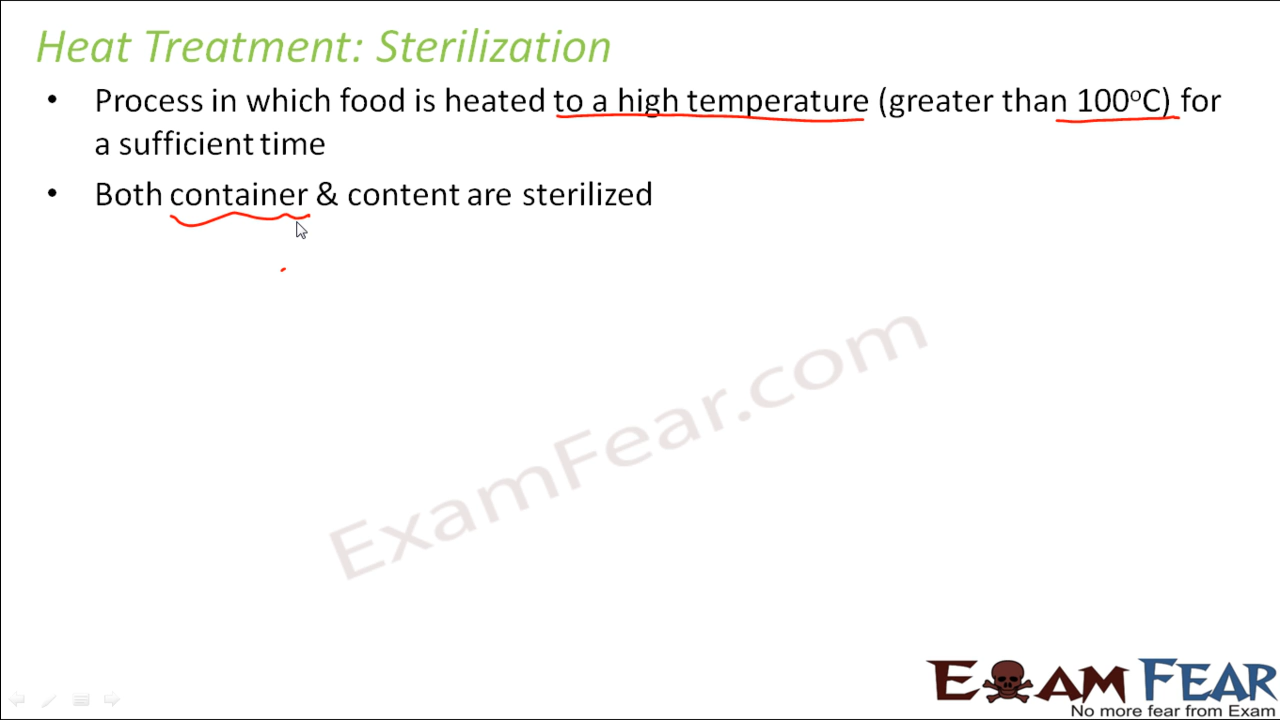 Heat Treatment: Sterilization
• Process in which food is heated to a high temperature (greater than 100°C) for
a sufficient time
• Both container & content are sterilized
ExamFear.com
EXAM FEAR
No more fear from Exam